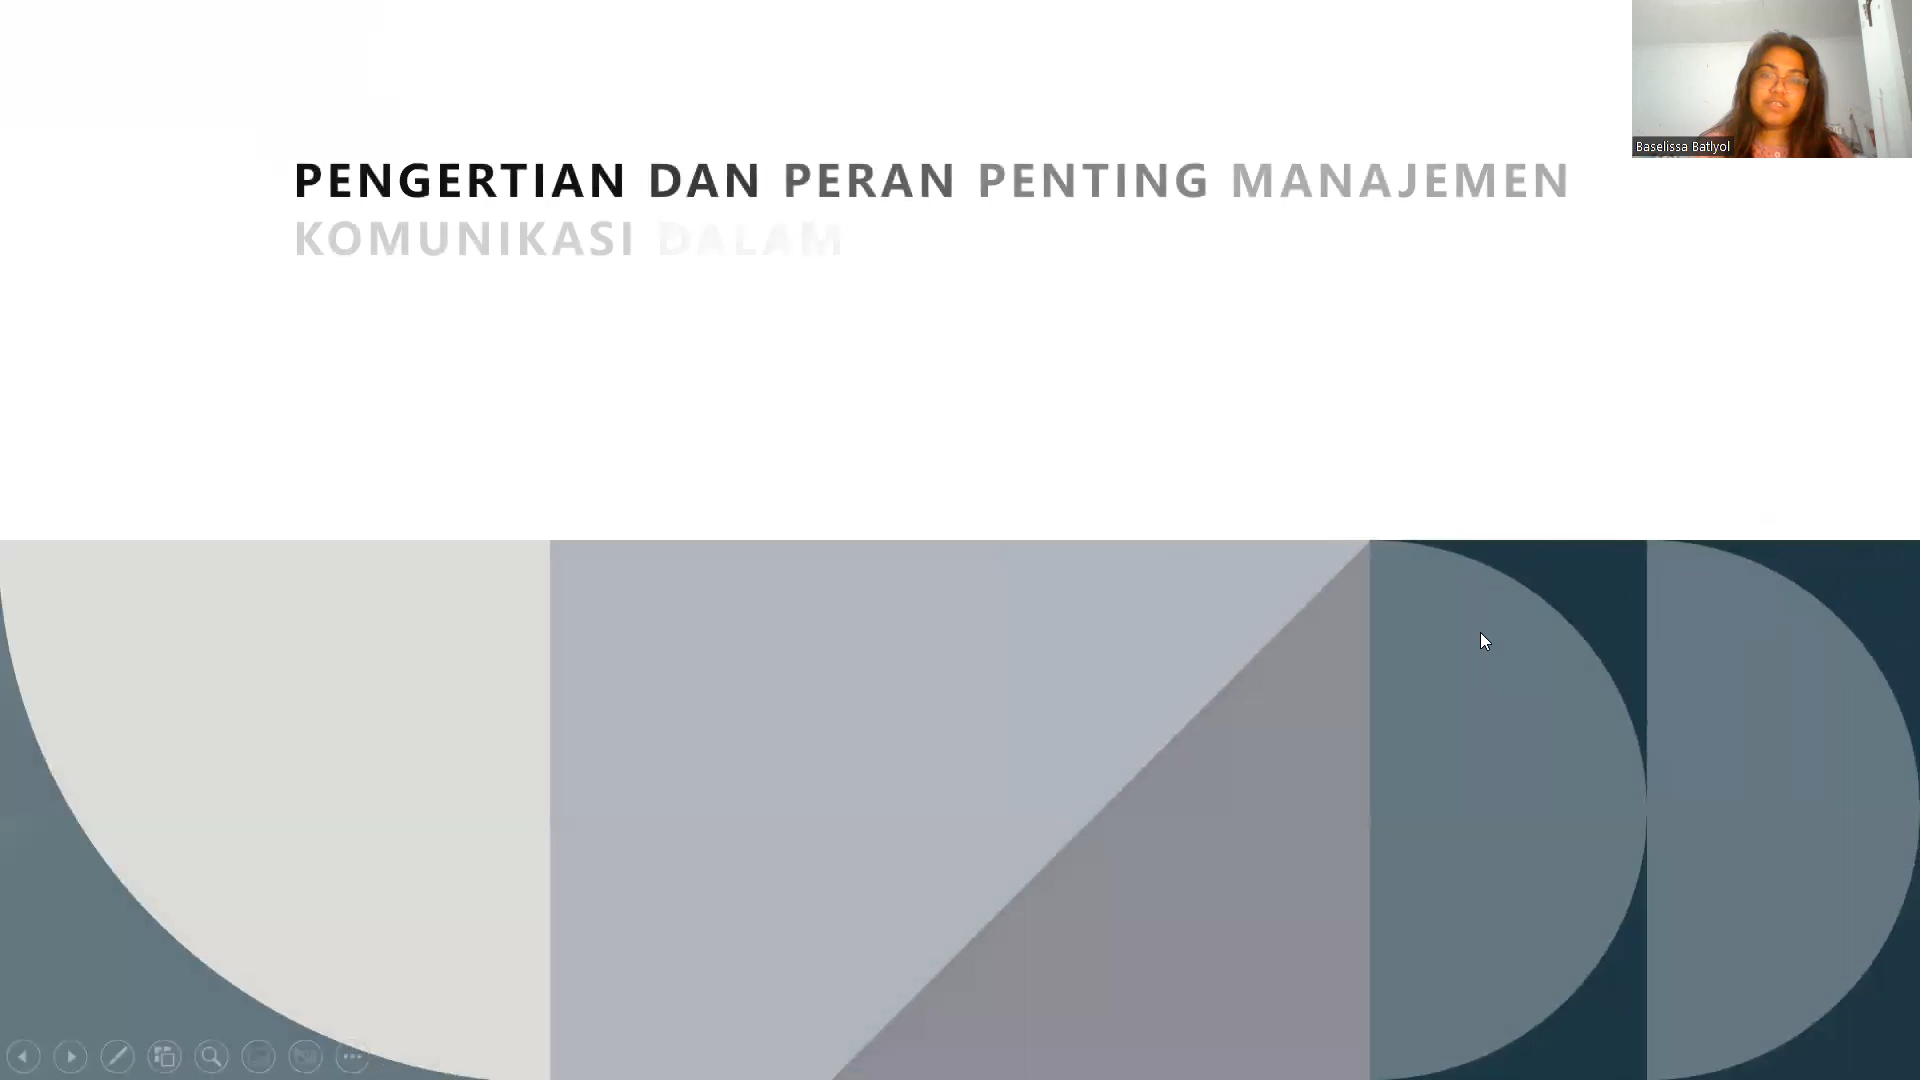 Baselissa Batlyol
PENGERTIAN DAN PERAN PENTING MANAJEMEN
KOMUNIKASI DALAM